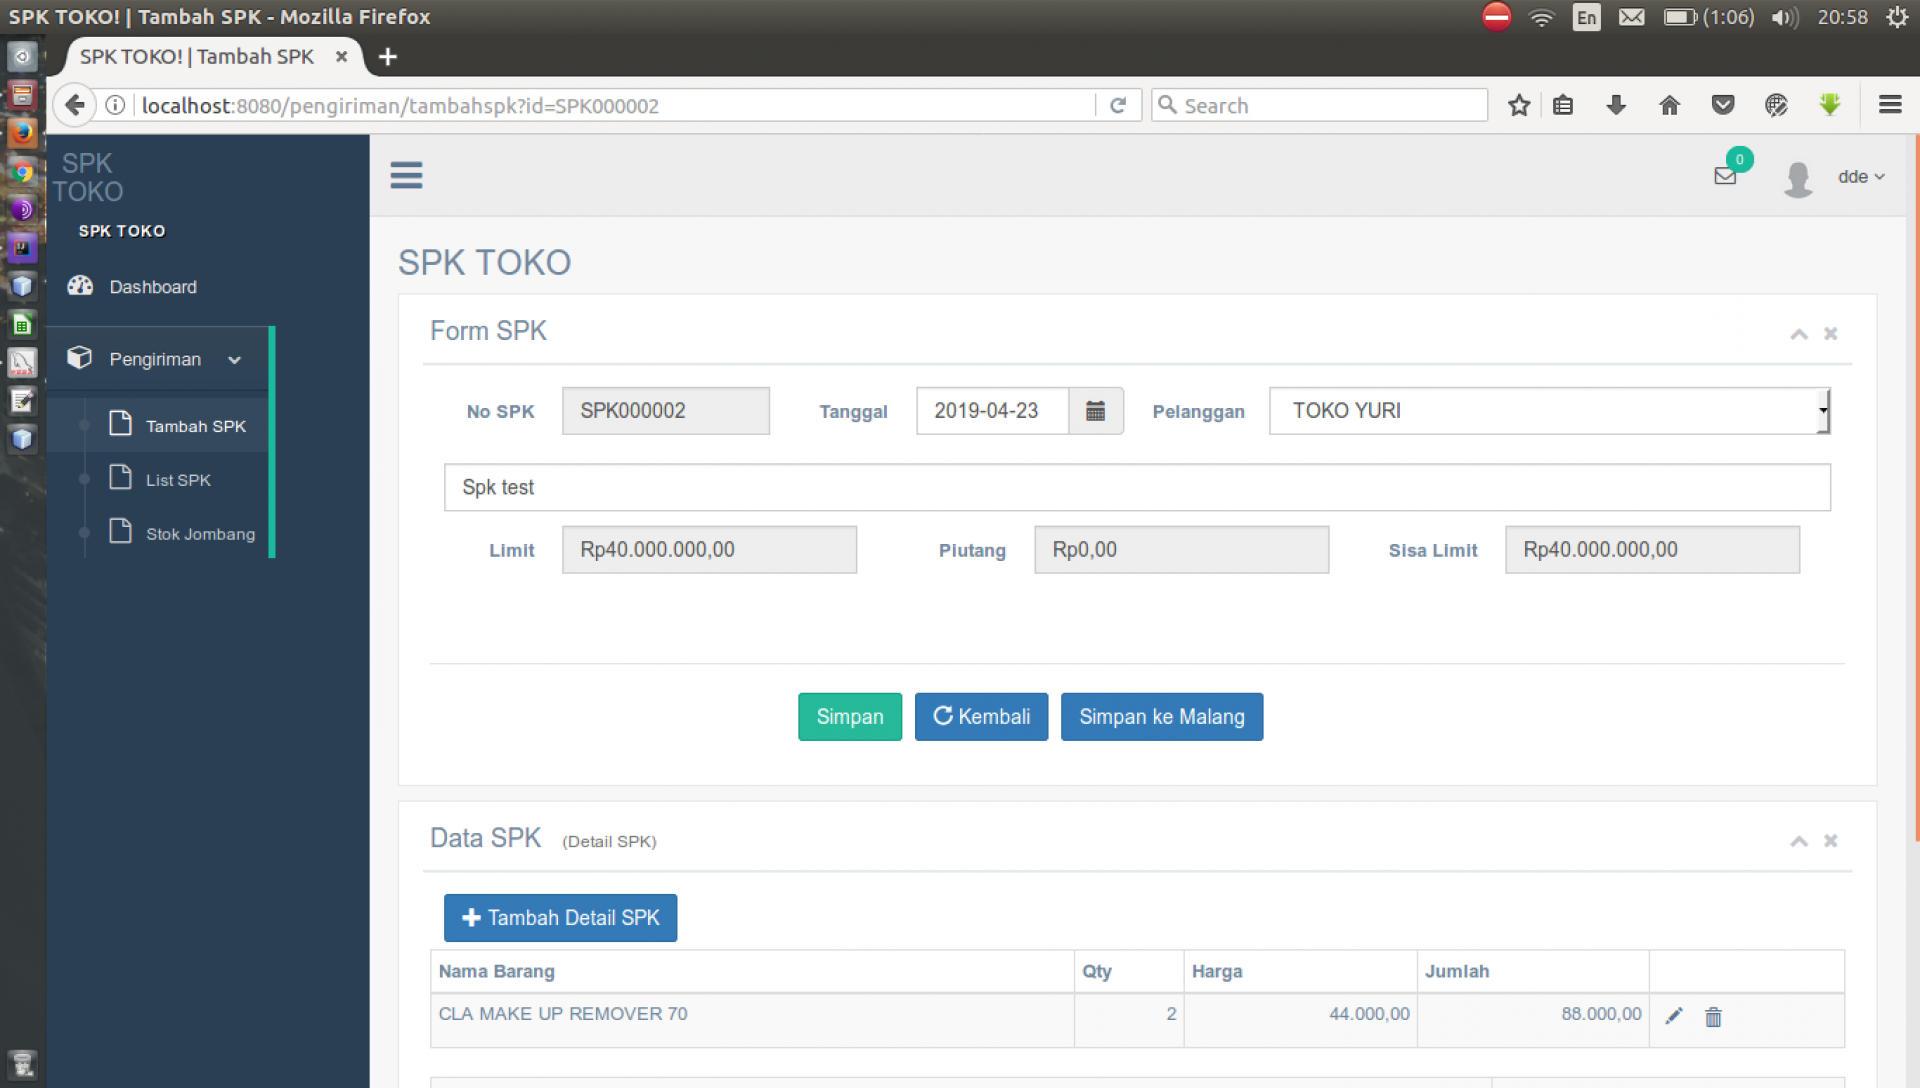 SPK TOKO! | Tambah SPK - Mozilla Firefox
En
(1:06)
20:58
SPK TOKO! | Tambah SPK
localhost:8080/pengiriman/tambahspk?id=SPK000002
Search
SPK
TOKO
SPK TOKO
Dashboard
Pengiriman
Tambah SPK
List SPK
Stok Jombang
0
dde
SPK TOKO
Form SPK
No SPK SPK000002 Tanggal 2019-04-23 Pelanggan TOKO YURI
Spk test
Limit Rp40.000.000,00 Piutang Rp0,00 Sisa Limit Rp40.000.000,00
Simpan Kembali Simpan ke Malang
Data SPK (Detail SPK)
Tambah Detail SPK
Nama Barang Qty Harga Jumlah
CLA MAKE UP REMOVER 70 2 44.000,00 88.000,00